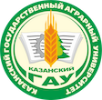 КАЗАНСКИЙ ГОСУДАРСТВЕННЫЙ АГРАРНЫЙ УНИВЕРСИТЕТ
КАЗАНСКИЙ
ГАУ